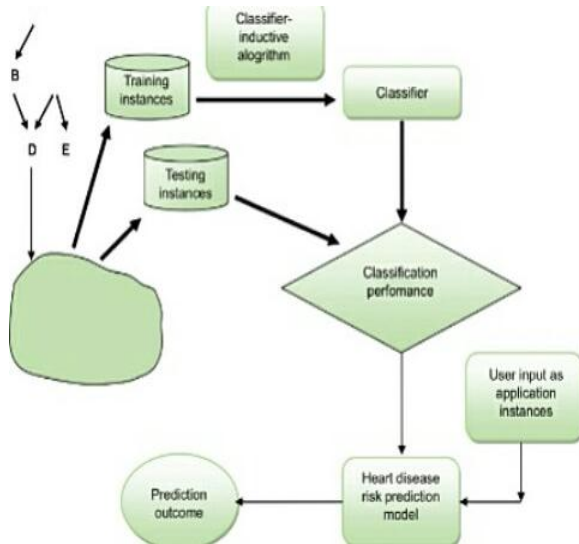 Classifier-
inductive
alogrithm
B
Training
instances
Classifier
D E
Testing
instances
Classification
perfomance
User input as
application
instances
Prediction
outcome
Heart disease
risk prediction
model